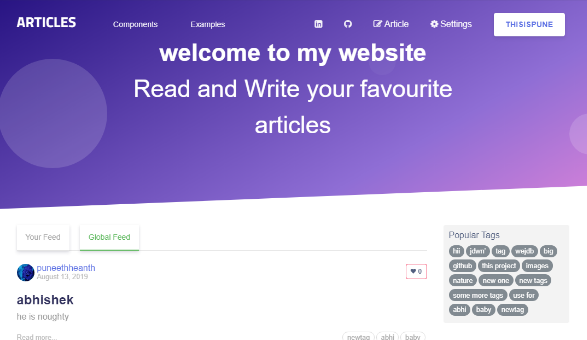 ARTICLES Components Examples Article Settings THISISPUNE
welcome to my website
Read and Write your favourite
articles
Your Feed Global Feed
puneethheanth
August 13, 2019
0
abhishek
he is noughty
Read more... newtag abhi baby
Popular Tags
hii jdwn' tag wejdb big
github this project images
nature new one new tags
some more tags use for
abhi baby newtag